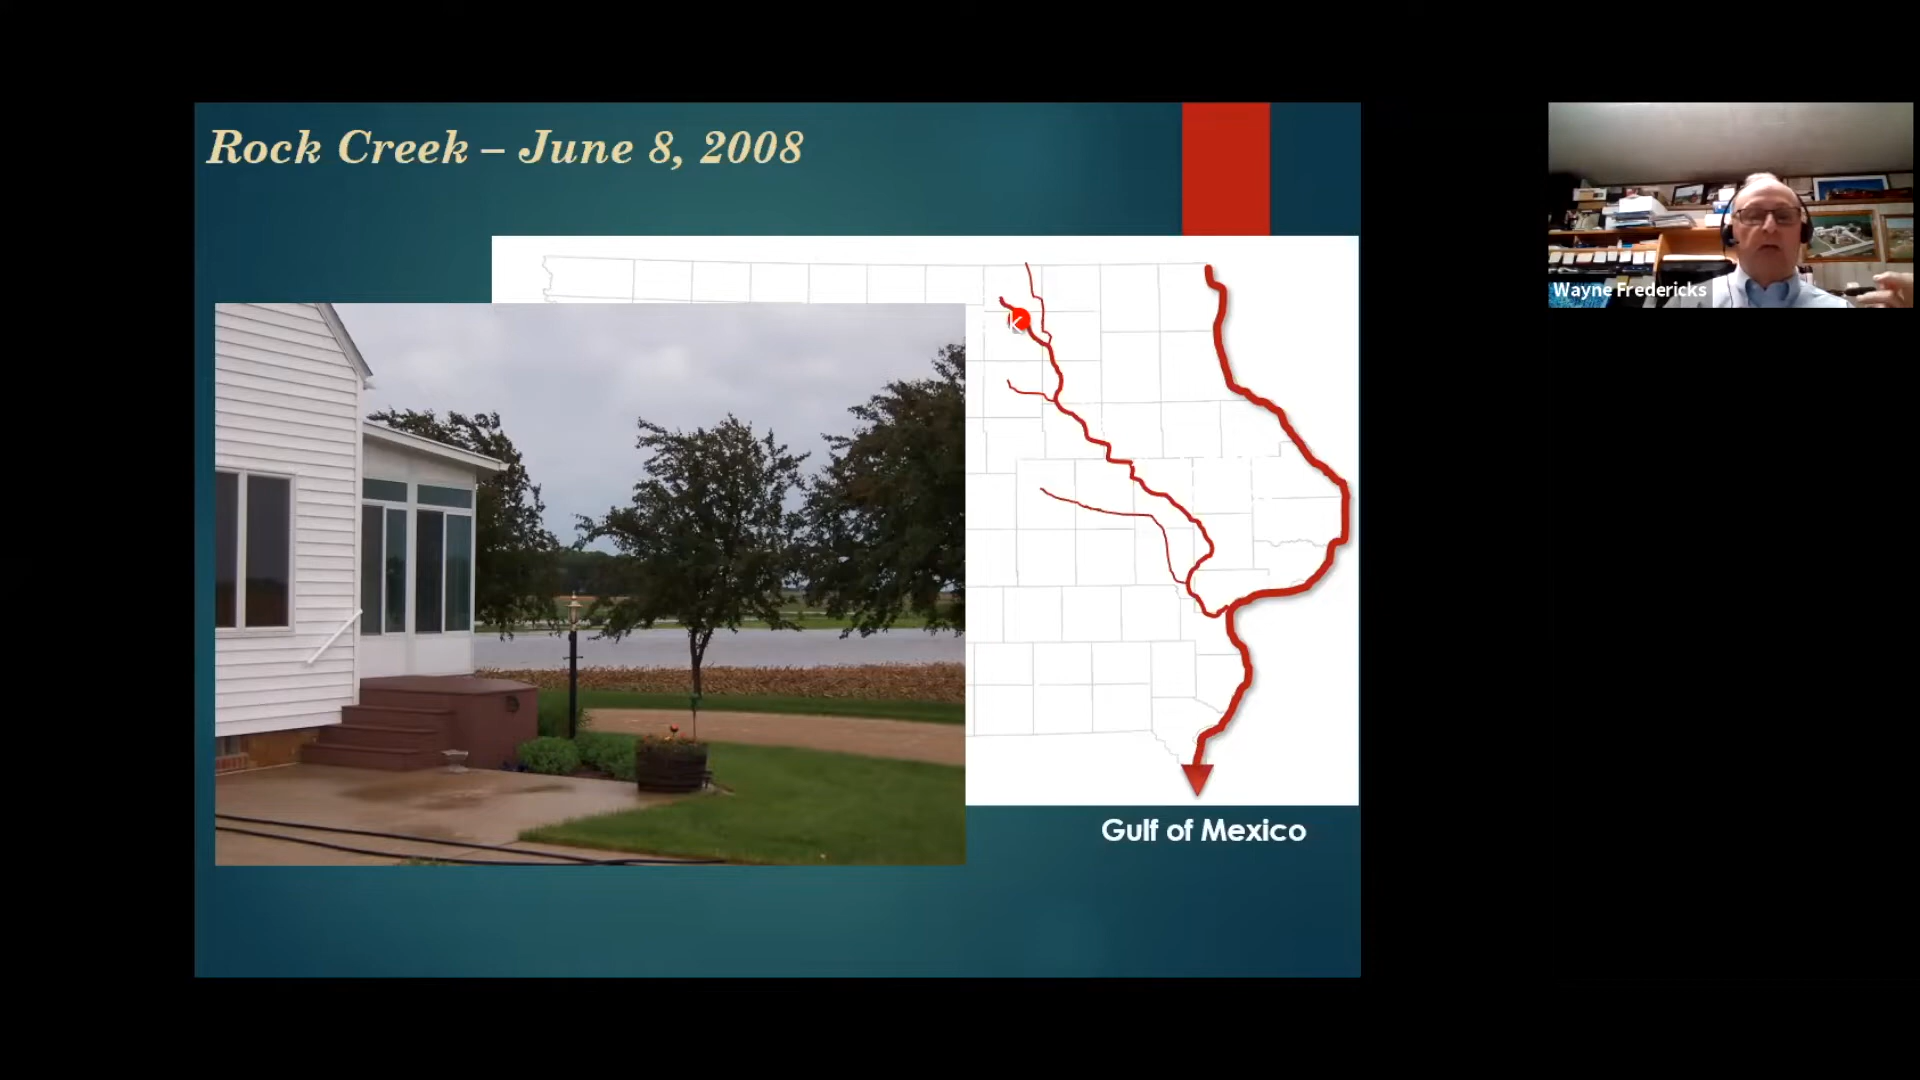 Rock Creek – June 8, 2008
k
Gulf of Mexico
Wayne Fredericks